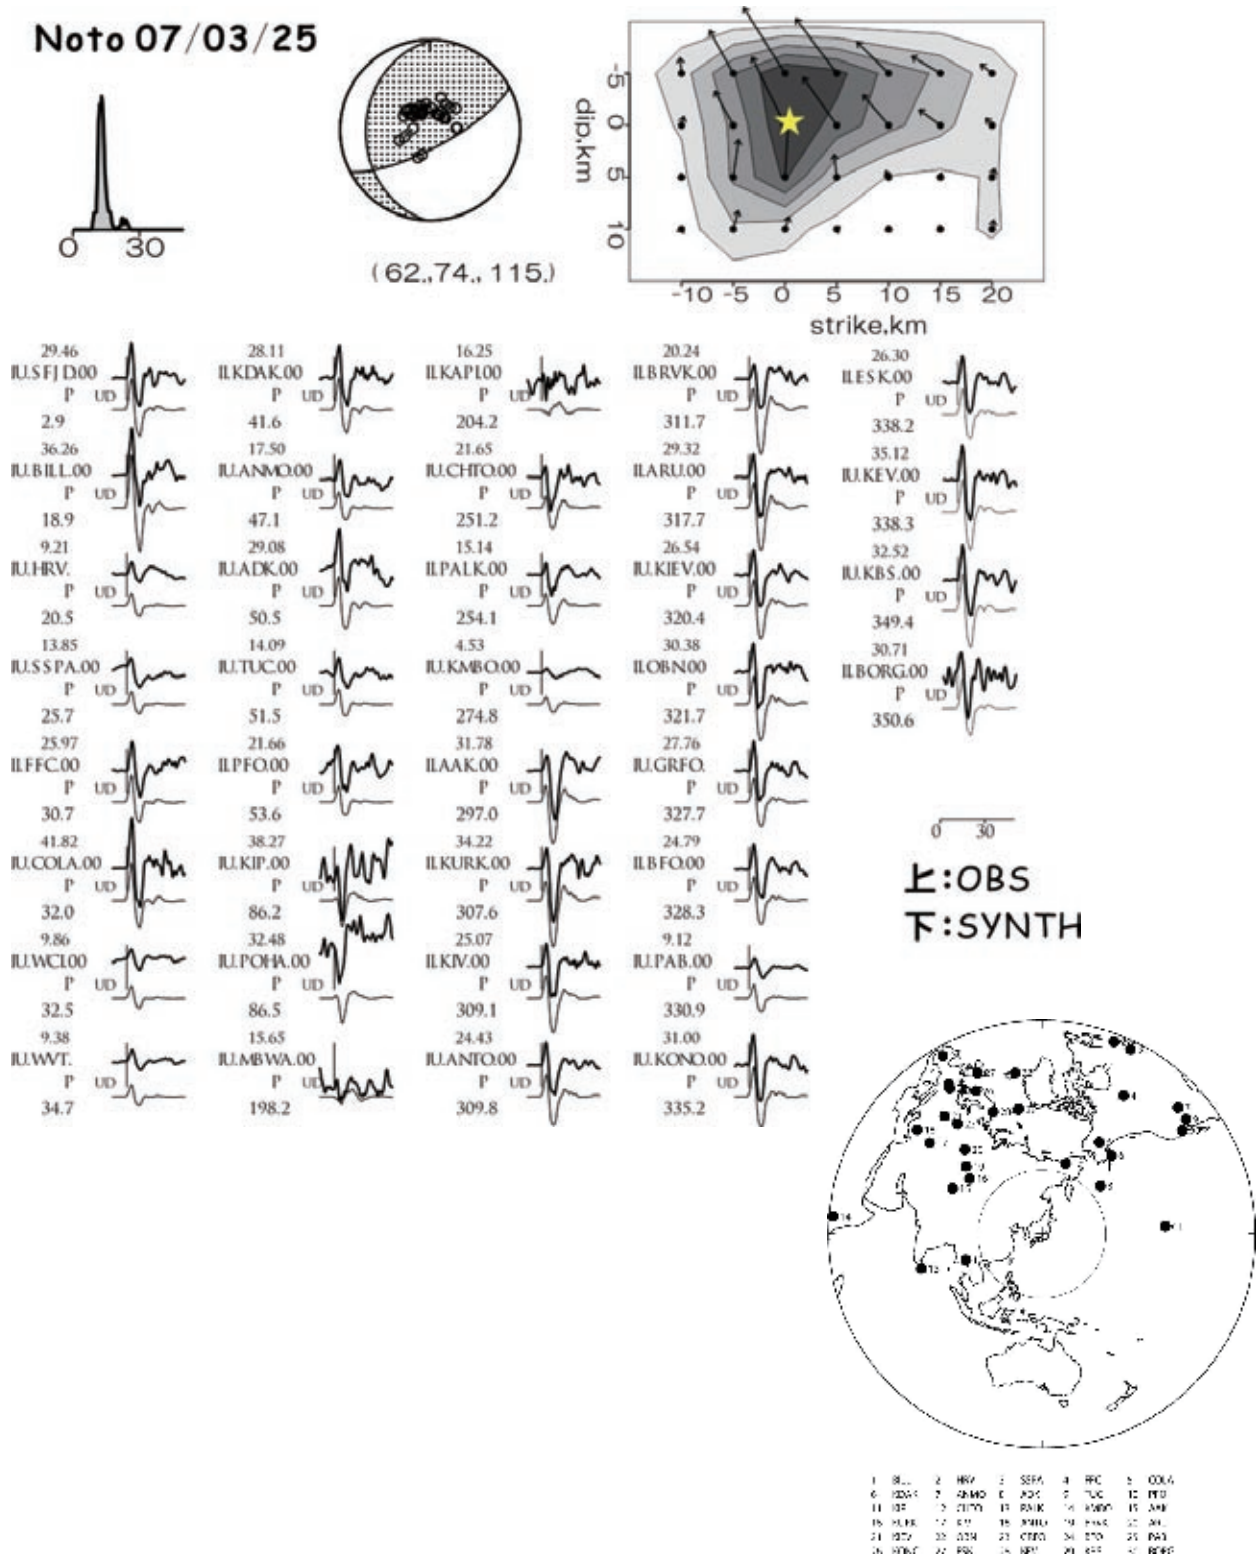 Noto 07/03/25
0 30
(62.,74., 115.)
dip,km
-5
0
5
10
-10 -5 0 5 10 15 20
strike,km
29.46
IU.SFJD.00
P UD
2.9
36.26
IU.BILL.00
P UD
18.9
9.21
IU.HRV.
P UD
20.5
13.85
IU.SSPA.00
P UD
25.7
25.97
II.FFC.00
P UD
30.7
41.82
IU.COLA.00
P UD
32.0
9.86
IU.WCI.00
P UD
32.5
9.38
IU.WVT.
P UD
34.7
28.11
II.KDAK.00
P UD
41.6
17.50
IU.ANMO.00
P UD
47.1
29.08
IU.ADK.00
P UD
50.5
14.09
IU.TUC.00
P UD
51.5
21.66
II.PFO.00
P UD
53.6
38.27
IU.KIP.00
P UD
86.2
32.48
IU.POHA.00
P UD
86.5
15.65
IU.MBWA.00
P UD
198.2
16.25
II.KAPI.00
P UD
204.2
21.65
IU.CHTO.00
P UD
251.2
15.14
II.PALK.00
P UD
254.1
4.53
IU.KMBO.00
P UD
274.8
31.78
II.AAK.00
P UD
297.0
34.22
II.KURK.00
P UD
307.6
25.07
II.KIV.00
P UD
309.1
24.43
IU.ANTO.00
P UD
309.8
20.24
II.BRVK.00
P UD
311.7
29.32
II.ARU.00
P UD
317.7
26.54
IU.KIEV.00
P UD
320.4
30.38
II.OBN.00
P UD
321.7
27.76
IU.GRFO.
P UD
327.7
24.79
II.BFO.00
P UD
328.3
9.12
IU.PAB.00
P UD
330.9
31.00
IU.KONO.00
P UD
335.2
26.30
II.ESK.00
P UD
338.2
35.12
IU.KEV.00
P UD
338.3
32.52
IU.KBS.00
P UD
349.4
30.71
II.BORG.00
P UD
350.6
0 30
上:OBS
下:SYNTH